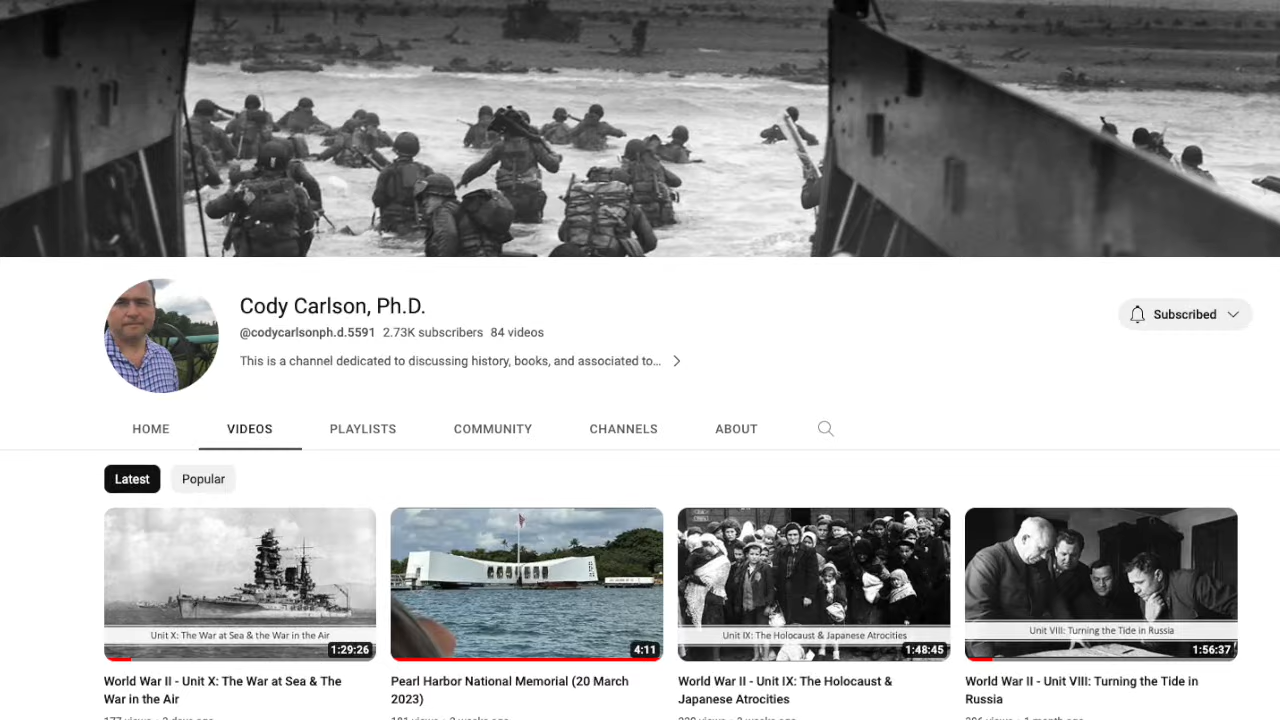 Cody Carlson, Ph.D.
@codycarlsonph.d.5591 2.73K subscribers 84 videos
This is a channel dedicated to discussing history, books, and associated to...
Subscribed
HOME VIDEOS PLAYLISTS COMMUNITY CHANNELS ABOUT
Latest Popular
Unit X: The War at Sea & the War in the Air
1:29:26
4:11
Unit IX: The Holocaust & Japanese Atrocities
1:48:45
Unit VIII: Turning the Tide in Russia
1:56:37
World War II - Unit X: The War at Sea & The
War in the Air
Pearl Harbor National Memorial (20 March
2023)
World War II - Unit IX: The Holocaust &
Japanese Atrocities
World War II - Unit VIII: Turning the Tide in
Russia